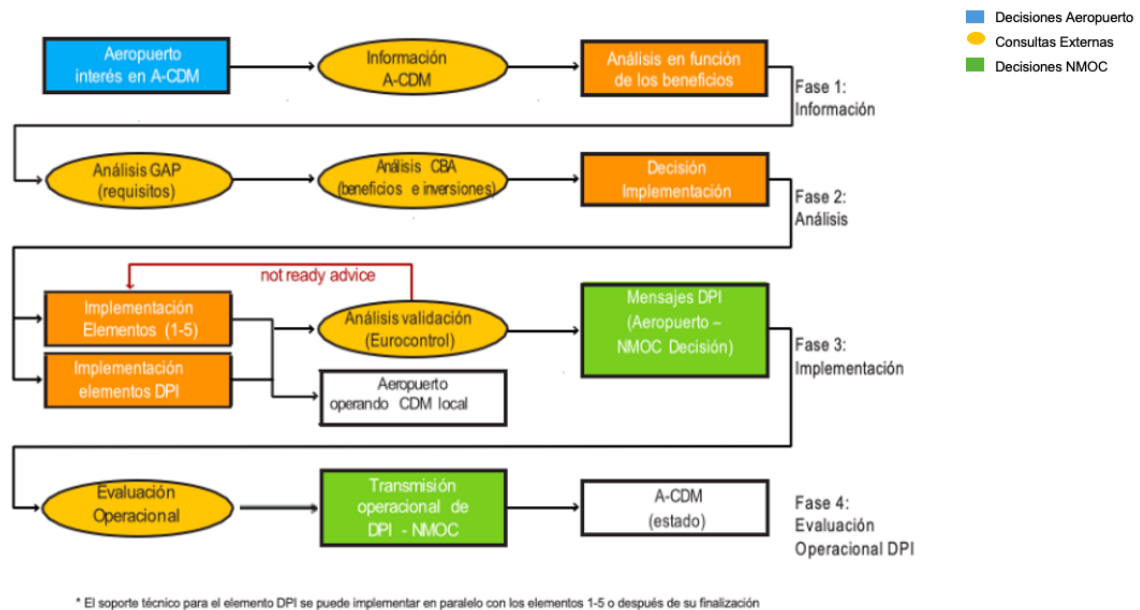 Decisiones Aeropuerto
Consultas Externas
Decisiones NMOC
Aeropuerto
interés en A-CDM
Información
A-CDM
Análisis en función
de los beneficios
Fase 1:
Información
Análisis GAP
(requisitos)
Análisis CBA
(beneficios e inversiones)
Decisión
Implementación
Fase 2:
Análisis
not ready advice
Implementación
Elementos (1-5)
Análisis validación
(Eurocontrol)
Mensajes DPI
(Aeropuerto –
NMOC Decisión)
Fase 3:
Implementación
Implementación
elementos DPI
Aeropuerto
operando CDM local
Evaluación
Operacional
Transmisión
operacional de
DPI - NMOC
A-CDM
(estado)
Fase 4:
Evaluación
Operacional DPI
* El soporte técnico para el elemento DPI se puede implementar en paralelo con los elementos 1-5 o después de su finalización